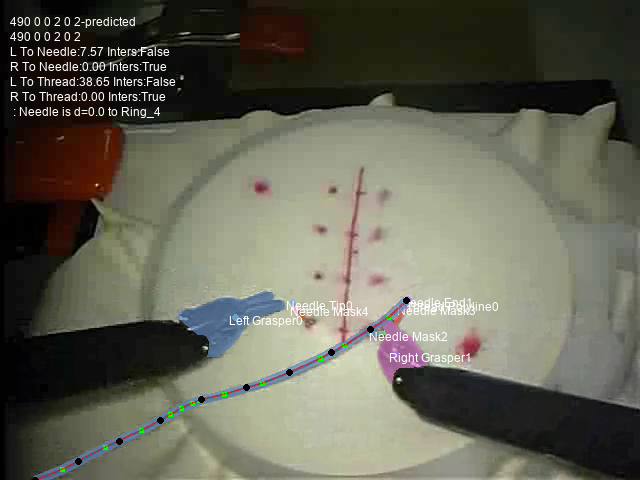 490 0 0 2 0 2-predicted
490 0 0 2 0 2
L To Needle:7.57 Inters:False
R To Needle:0.00 Inters:True
L To Thread:38.65 Inters:False
R To Thread:0.00 Inters:True
: Needle is d=0.0 to Ring_4
Needle Tip0
Needle End1
Needle Mask4
Needle Mask3
Left Grasper0
Needle Mask2
Right Grasper1